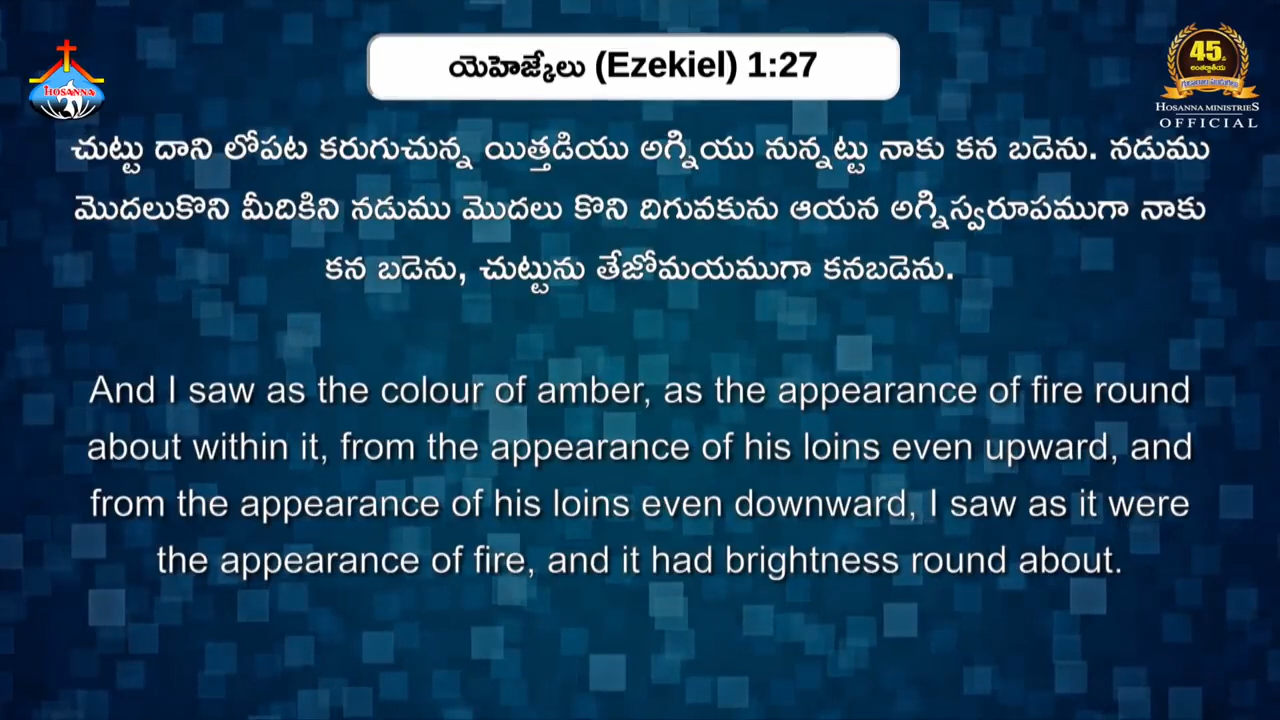 యెహెజ్కేలు (Ezekiel) 1:27
HOSANNA
45వ
అంతర్జాతీయ
గుడారాల పండుగలు
HOSANNA MINISTRIES
OFFICIAL
చుట్టు దాని లోపట కరుగుచున్న యిత్తడియు అగ్నియు నున్నట్టు నాకు కన బడెను. నడుము
మొదలుకొని మీదికిని నడుము మొదలు కొని దిగువకును ఆయన అగ్నిస్వరూపముగా నాకు
కన బడెను, చుట్టును తేజోమయముగా కనబడెను.
And I saw as the colour of amber, as the appearance of fire round
about within it, from the appearance of his loins even upward, and
from the appearance of his loins even downward, I saw as it were
the appearance of fire, and it had brightness round about.